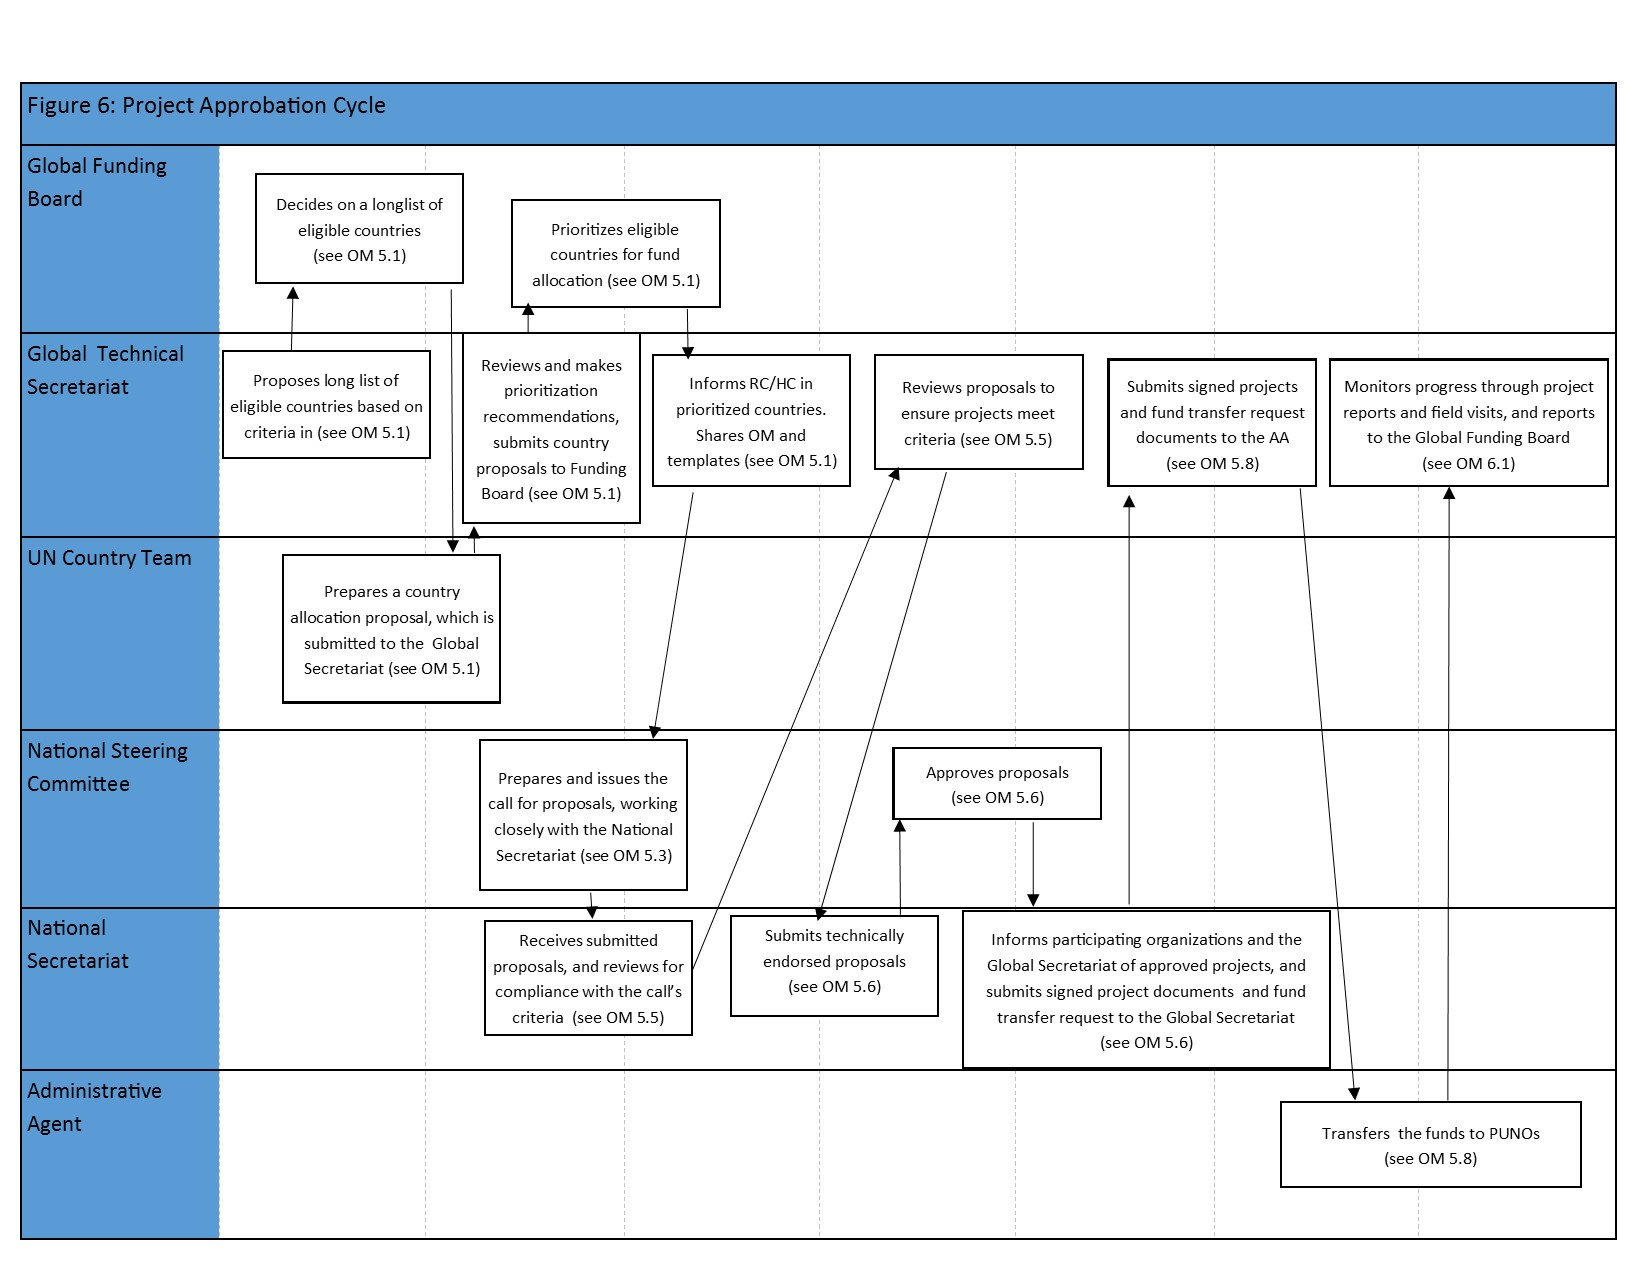 Figure 6: Project Approbation Cycle
Global Funding
Board
Decides on a longlist of
eligible countries
(see OM 5.1)
Prioritizes eligible
countries for fund
allocation (see OM 5.1)
Global  Technical
Secretariat
Proposes long list of
eligible countries based on
criteria in (see OM 5.1)
Reviews and makes
prioritization
recommendations,
submits country
proposals to Funding
Board (see OM 5.1)
Informs RC/HC in
prioritized countries.
Shares OM and
templates (see OM 5.1)
Reviews proposals to
ensure projects meet
criteria (see OM 5.5)
Submits signed projects
and fund transfer request
documents to the AA
(see OM 5.8)
Monitors progress through project
reports and field visits, and reports
to the Global Funding Board
(see OM 6.1)
UN Country Team
Prepares a country
allocation proposal, which is
submitted to the  Global
Secretariat (see OM 5.1)
National Steering
Committee
Prepares and issues the
call for proposals, working
closely with the National
Secretariat (see OM 5.3)
Approves proposals
(see OM 5.6)
National
Secretariat
Receives submitted
proposals, and reviews for
compliance with the call's
criteria  (see OM 5.5)
Submits technically
endorsed proposals
(see OM 5.6)
Informs participating organizations and the
Global Secretariat of approved projects, and
submits signed project documents  and fund
transfer request to the Global Secretariat
(see OM 5.6)
Administrative
Agent
Transfers  the funds to PUNOs
(see OM 5.8)